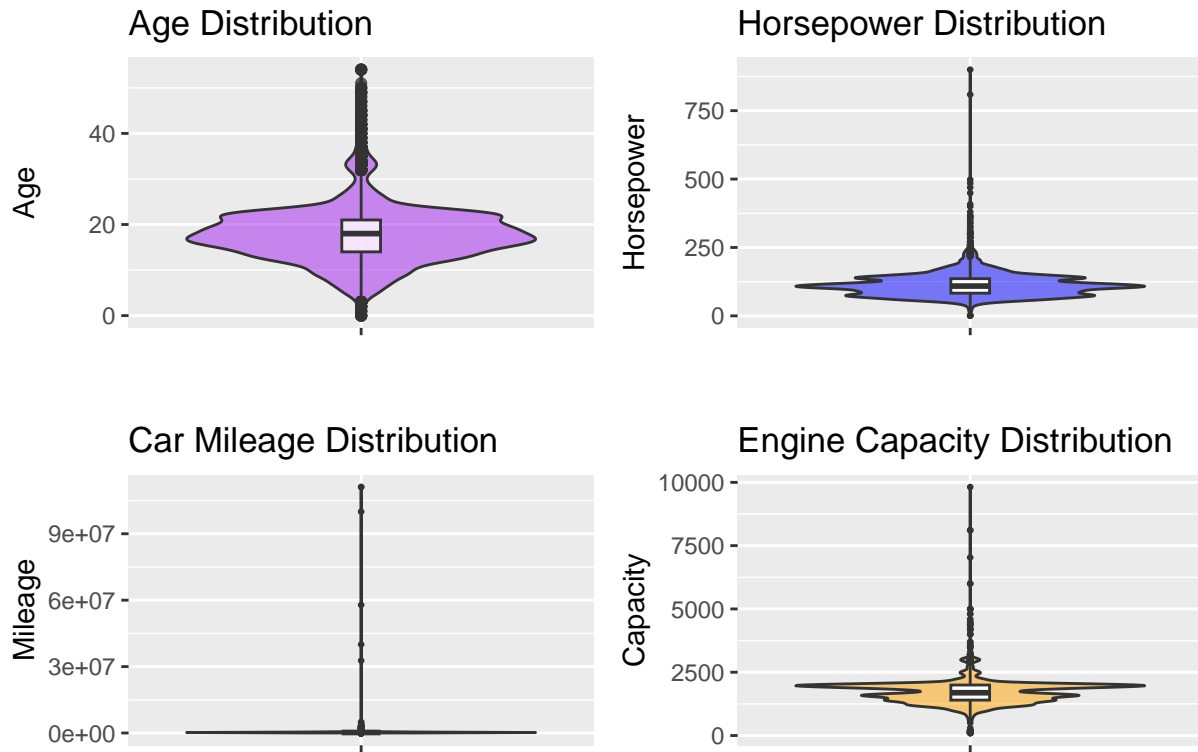 Age Distribution
Age
40
20
0
Horsepower Distribution
Horsepower
750
500
250
0
Car Mileage Distribution
Mileage
9e+07
6e+07
3e+07
0e+00
Engine Capacity Distribution
Capacity
10000
7500
5000
2500
0